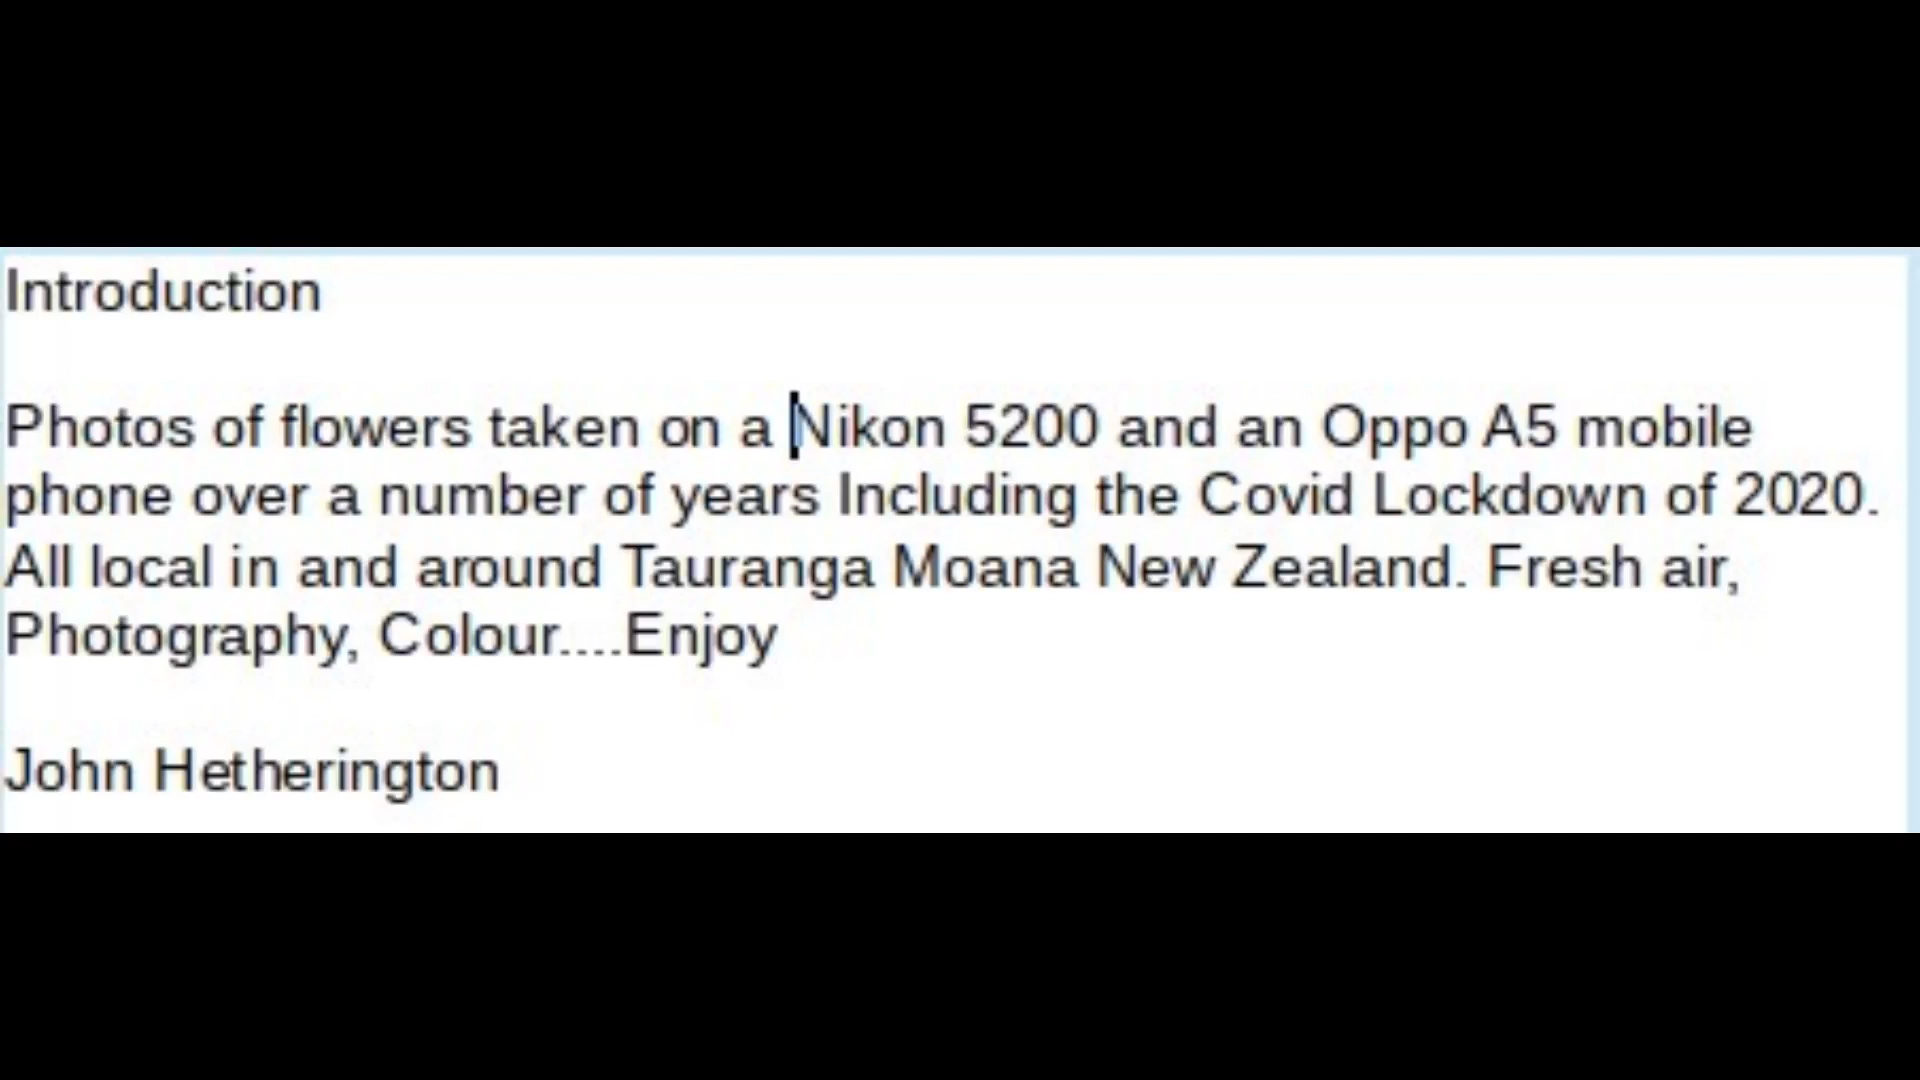 Introduction
Photos of flowers taken on a Nikon 5200 and an Oppo A5 mobile
phone over a number of years Including the Covid Lockdown of 2020.
All local in and around Tauranga Moana New Zealand. Fresh air,
Photography, Colour....Enjoy
John Hetherington